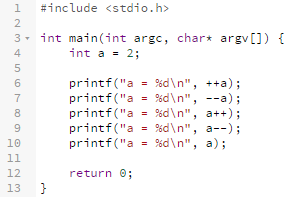 1 #include <stdio.h>
2
3 int main(int argc, char* argv[]) {
4     int a = 2;
5
6     printf("a = %d\n", ++a);
7     printf("a = %d\n", --a);
8     printf("a = %d\n", a++);
9     printf("a = %d\n", a--);
10     printf("a = %d\n", a);
11
12     return 0;
13 }